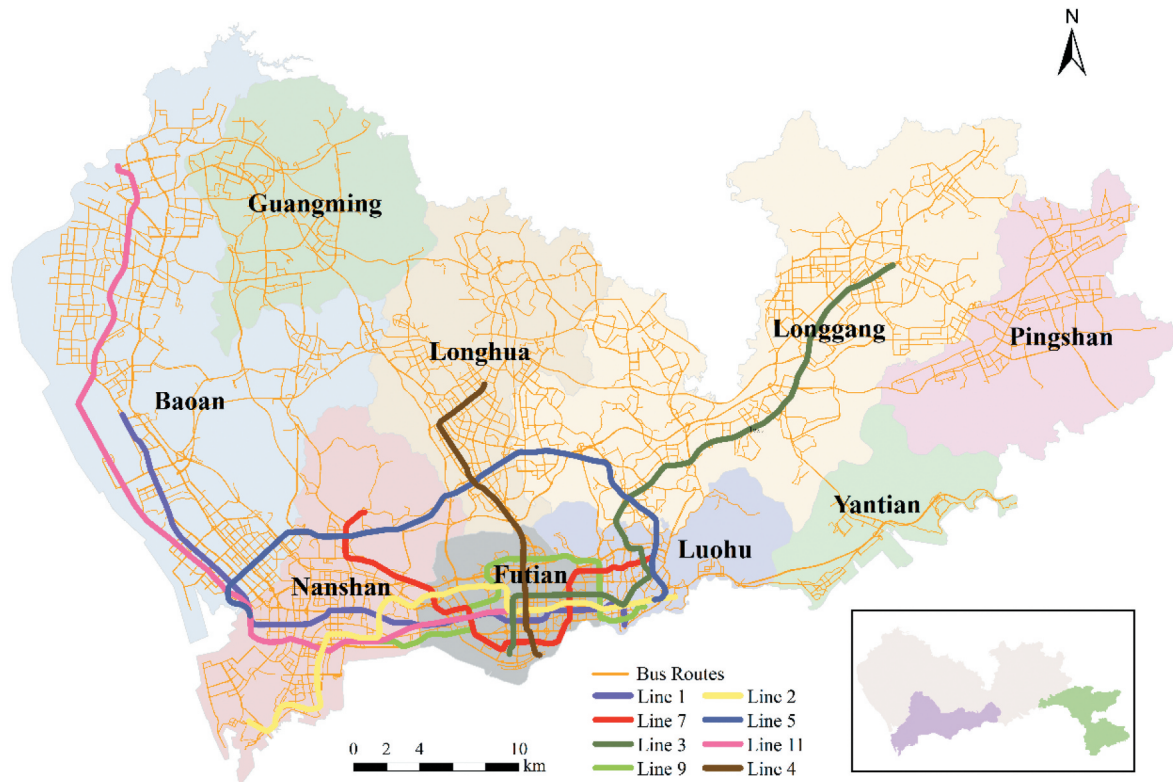 N
Guangming
Longhua
Longgang
Pingshan
Baoan
Yantian
Luohu
Futian
Nanshan
Bus Routes
Line 1
Line 2
Line 7
Line 5
Line 3
Line 11
Line 9
Line 4
0 2 4 10
km